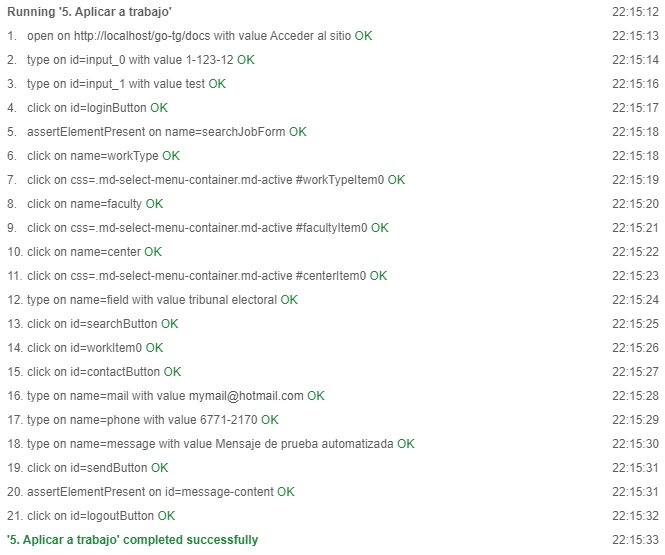 Running '5. Aplicar a trabajo' 22:15:12
1. open on http://localhost/go-tg/docs with value Acceder al sitio OK 22:15:13
2. type on id=input_0 with value 1-123-12 OK 22:15:14
3. type on id=input_1 with value test OK 22:15:16
4. click on id=loginButton OK 22:15:17
5. assertElementPresent on name=searchJobForm OK 22:15:18
6. click on name=workType OK 22:15:18
7. click on css=.md-select-menu-container.md-active #workTypeItem0 OK 22:15:19
8. click on name=faculty OK 22:15:20
9. click on css=.md-select-menu-container.md-active #facultyItem0 OK 22:15:21
10. click on name=center OK 22:15:22
11. click on css=.md-select-menu-container.md-active #centerItem0 OK 22:15:23
12. type on name=field with value tribunal electoral OK 22:15:24
13. click on id=searchButton OK 22:15:25
14. click on id=workItem0 OK 22:15:26
15. click on id=contactButton OK 22:15:27
16. type on name=mail with value mymail@hotmail.com OK 22:15:28
17. type on name=phone with value 6771-2170 OK 22:15:29
18. type on name=message with value Mensaje de prueba automatizada OK 22:15:30
19. click on id=sendButton OK 22:15:31
20. assertElementPresent on id=message-content OK 22:15:31
21. click on id=logoutButton OK 22:15:32
'5. Aplicar a trabajo' completed successfully 22:15:33